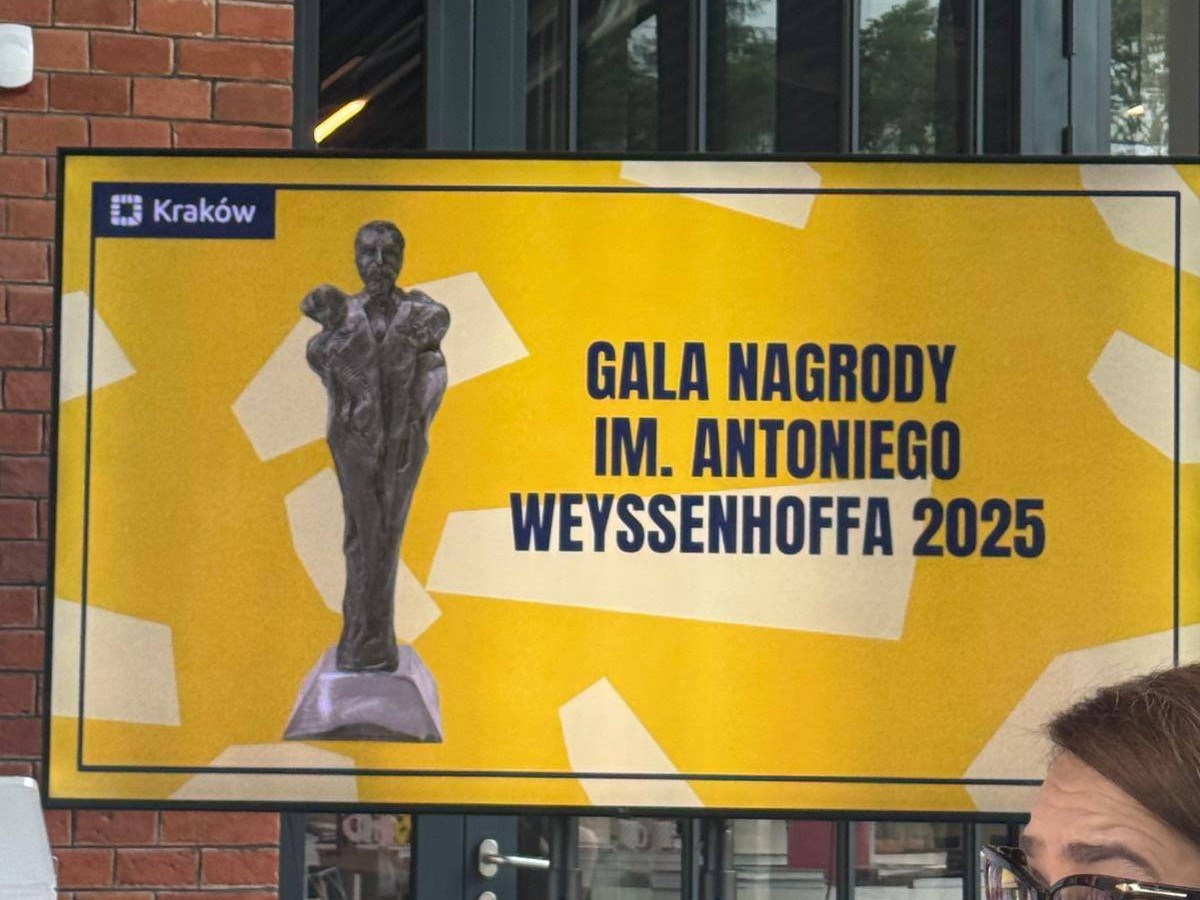 Kraków
GALA NAGRODY
IM. ANTONIEGO
WEYSSENHOFFA 2025